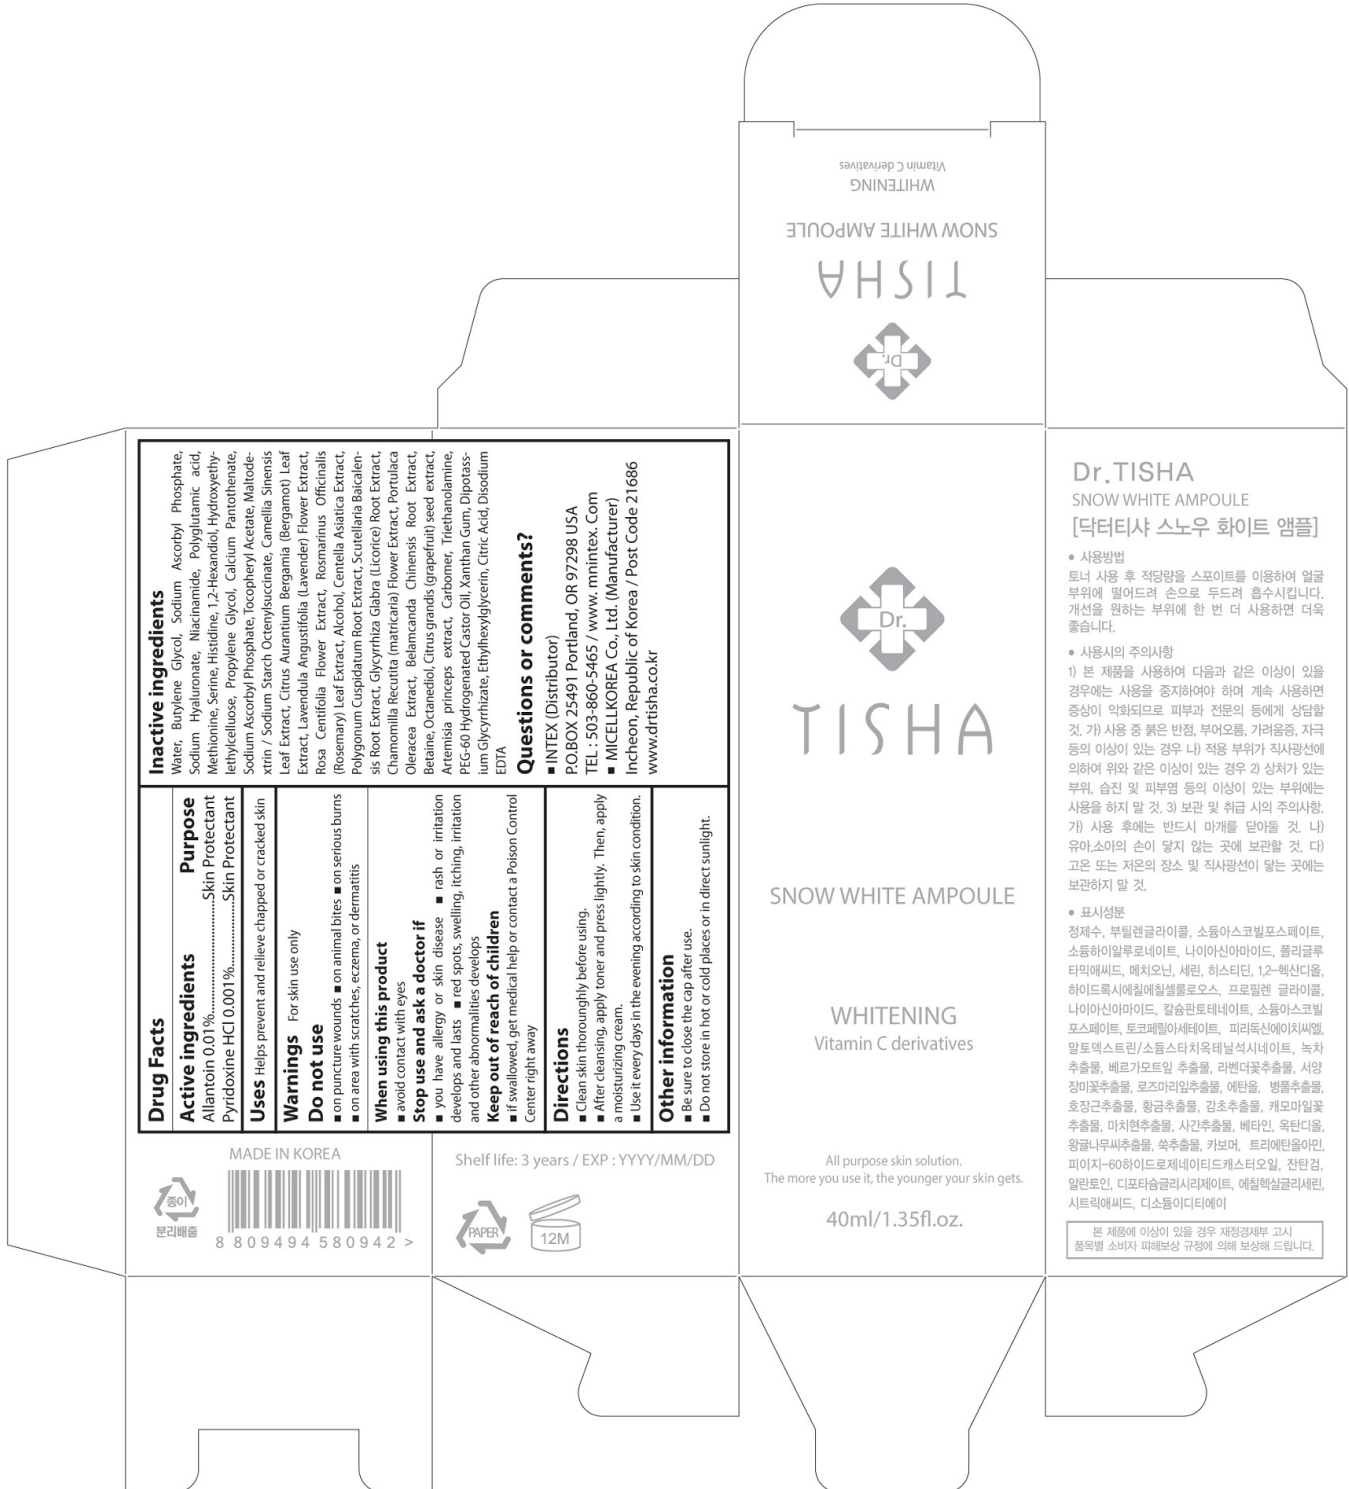 Vitamin C derivatives
WHITENING
SNOW WHITE AMPOULE
TISHA
Dr.
Drug Facts
Active ingredients Purpose
Allantoin 0.01%..............................Skin Protectant
Pyridoxine HCl 0.001%..............Skin Protectant
Uses Helps prevent and relieve chapped or cracked skin
Warnings For skin use only
Do not use
■ on puncture wounds ■ on animal bites ■ on serious burns
■ on area with scratches, eczema, or dermatitis
When using this product
■ avoid contact with eyes
Stop use and ask a doctor if
■ you have allergy or skin disease ■ rash or irritation
develops and lasts ■ red spots, swelling, itching, irritation
and other abnormalities develops
Keep out of reach of children
■ if swallowed, get medical help or contact a Poison Control
Center right away
Directions
■ Clean skin thoroughly before using.
■ After cleansing, apply toner and press lightly. Then, apply
a moisturizing cream.
■ Use it every days in the evening according to skin condition.
Other information
■ Be sure to close the cap after use.
■ Do not store in hot or cold places or in direct sunlight.
Inactive ingredients
Water, Butylene Glycol, Sodium Ascorbyl Phosphate,
Sodium Hyaluronate, Niacinamide, Polyglutamic acid,
Methionine, Serine, Histidine, 1,2-Hexandiol, Hydroxyethy-
lethylcelluose, Propylene Glycol, Calcium Pantothenate,
Sodium Ascorbyl Phosphate, Tocopheryl Acetate, Maltode-
xtrin / Sodium Starch Octenylsuccinate, Camellia Sinensis
Leaf Extract, Citrus Aurantium Bergamia (Bergamot) Leaf
Extract, Lavendula Angustifolia (Lavender) Flower Extract,
Rosa Centifolia Flower Extract, Rosmarinus Officinalis
(Rosemary) Leaf Extract, Alcohol, Centella Asiatica Extract,
Polygonum Cuspidatum Root Extract, Scutellaria Baicalen-
sis Root Extract, Glycyrrhiza Glabra (Licorice) Root Extract,
Chamomilla Recutita (matricaria) Flower Extract, Portulaca
Oleracea Extract, Belamcanda Chinensis Root Extract,
Betaine, Octanediol, Citrus grandis (grapefruit) seed extract,
Artemisia princeps extract, Carbomer, Triethanolamine,
PEG-60 Hydrogenated Castor Oil, Xanthan Gum, Dipotass-
ium Glycyrrhizate, Ethylhexylglycerin, Citric Acid, Disodium
EDTA
Questions or comments?
■ INTEX (Distributor)
P.O.BOX 25491 Portland, OR 97298 USA
TEL : 503-860-5465 / www. mnintex. Com
■ MICELLKOREA Co., Ltd. (Manufacturer)
Incheon, Republic of Korea / Post Code 21686
www.drtisha.co.kr
MADE IN KOREA
종이
분리배출
8 809494 580942 >
Shelf life: 3 years / EXP : YYYY/MM/DD
PAPER
12M
Dr.
TISHA
SNOW WHITE AMPOULE
WHITENING
Vitamin C derivatives
All purpose skin solution.
The more you use it, the younger your skin gets.
40ml/1.35fl.oz.
Dr.TISHA
SNOW WHITE AMPOULE
[닥터티샤 스노우 화이트 앰플]
● 사용방법
토너 사용 후 적당량을 스포이트를 이용하여 얼굴
부위에 떨어드려 손으로 두드려 흡수시킵니다.
개선을 원하는 부위에 한 번 더 사용하면 더욱
좋습니다.
● 사용시의 주의사항
1) 본 제품을 사용하여 다음과 같은 이상이 있을
경우에는 사용을 중지하여야 하며 계속 사용하면
증상이 악화되므로 피부과 전문의 등에게 상담할
것. 가) 사용 중 붉은 반점, 부어오름, 가려움증, 자극
등의 이상이 있는 경우 나) 적용 부위가 직사광선에
의하여 위와 같은 이상이 있는 경우 2) 상처가 있는
부위, 습진 및 피부염 등의 이상이 있는 부위에는
사용을 하지 말 것. 3) 보관 및 취급 시의 주의사항.
가) 사용 후에는 반드시 마개를 닫아둘 것. 나)
유아.소아의 손이 닿지 않는 곳에 보관할 것. 다)
고온 또는 저온의 장소 및 직사광선이 닿는 곳에는
보관하지 말 것.
● 표시성분
정제수, 부틸렌글라이콜, 소듐아스코빌포스페이트,
소듐하이알루로네이트, 나이아신아마이드, 폴리글루
타믹애씨드, 메치오닌, 세린, 히스티딘, 1,2-헥산디올,
하이드록시에칠에칠셀룰로오스, 프로필렌 글라이콜,
나이아신아마이드, 칼슘판토테네이트, 소듐아스코빌
포스페이트, 토코페릴아세테이트, 피리독신에이치씨엘,
말토덱스트린/소듐스타치옥테닐석시네이트, 녹차
추출물, 베르가모트잎 추출물, 라벤더꽃추출물, 서양
장미꽃추출물, 로즈마리잎추출물, 에탄올, 병풀추출물,
호장근추출물, 황금추출물, 감초추출물, 캐모마일꽃
추출물, 마치현추출물, 사간추출물, 베타인, 옥탄디올,
왕귤나무씨추출물, 쑥추출물, 카보머, 트리에탄올아민,
피이지-60하이드로제네이티드캐스터오일, 잔탄검,
알란토인, 디포타슘글리시리제이트, 에칠헥실글리세린,
시트릭애씨드, 디소듐이디티에이
본 제품에 이상이 있을 경우 재정경제부 고시
품목별 소비자 피해보상 규정에 의해 보상해 드립니다.